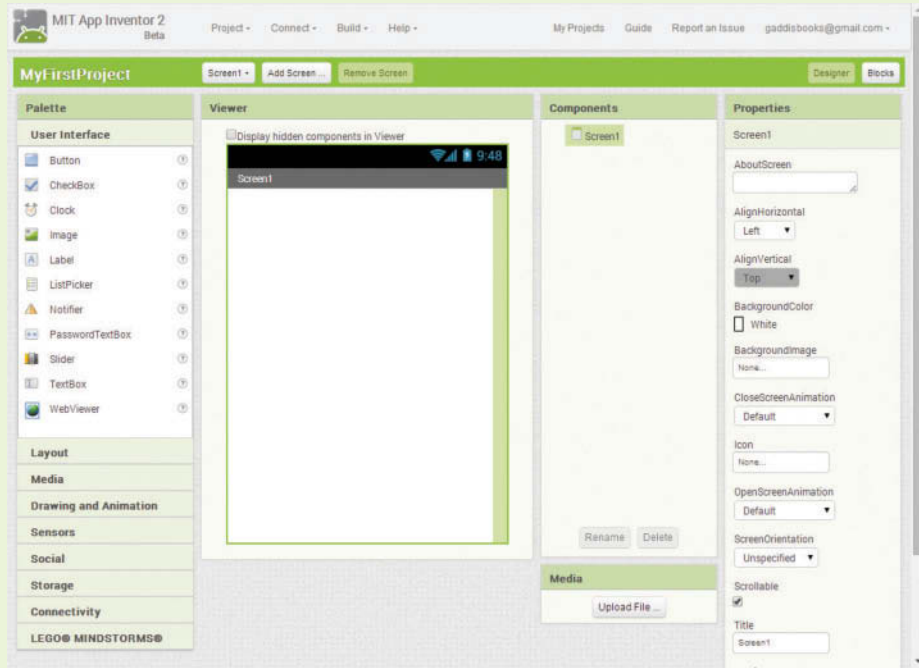 MIT App Inventor 2
Beta
Project Connect Build Help
My Projects Guide Report an Issue gaddisbooks@gmail.com
MyFirstProject
Screen1 Add Screen ... Remove Screen
Designer Blocks
Palette
User Interface
Button
CheckBox
Clock
Image
Label
ListPicker
Notifier
PasswordTextBox
Slider
TextBox
WebViewer
Layout
Media
Drawing and Animation
Sensors
Social
Storage
Connectivity
LEGO® MINDSTORMS®
Viewer
Display hidden components in Viewer
9:48
Screen1
Components
Screen1
Rename Delete
Media
Upload File ...
Properties
Screen1
AboutScreen
AlignHorizontal
Left
AlignVertical
Top
BackgroundColor
White
BackgroundImage
None...
CloseScreenAnimation
Default
Icon
None...
OpenScreenAnimation
Default
ScreenOrientation
Unspecified
Scrollable
Title
Screen1